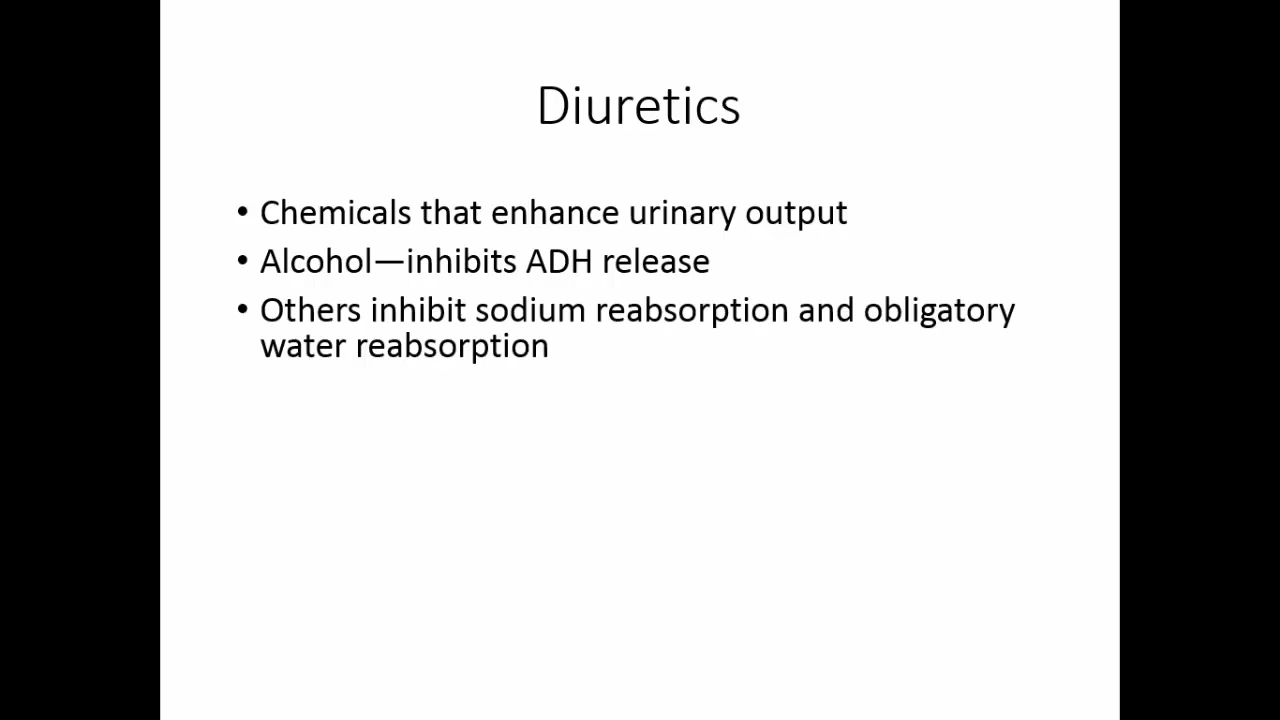 Diuretics
• Chemicals that enhance urinary output
• Alcohol—inhibits ADH release
• Others inhibit sodium reabsorption and obligatory
water reabsorption